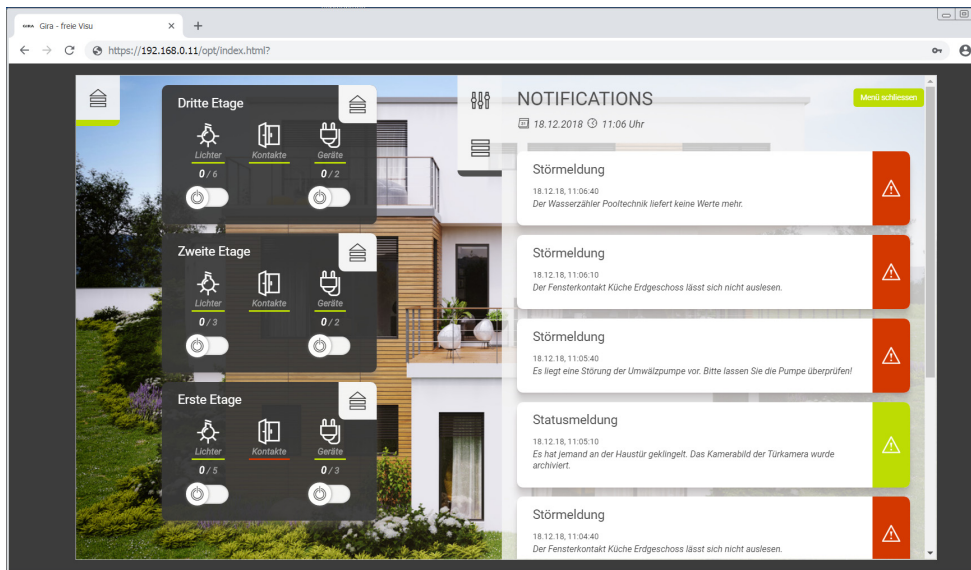 GIRA Gira - freie Visu
https://192.168.0.11/opt/index.html?
Dritte Etage
Lichter Kontakte Geräte
0 / 6 0 / 2
Zweite Etage
Lichter Kontakte Geräte
0 / 3 0 / 2
Erste Etage
Lichter Kontakte Geräte
0 / 5 0 / 3
NOTIFICATIONS
Menü schliessen
18.12.2018 11:06 Uhr
Störmeldung
18.12.18, 11:06:40
Der Wasserzähler Pooltechnik liefert keine Werte mehr.
Störmeldung
18.12.18, 11:06:10
Der Fensterkontakt Küche Erdgeschoss lässt sich nicht auslesen.
Störmeldung
18.12.18, 11:05:40
Es liegt eine Störung der Umwälzpumpe vor. Bitte lassen Sie die Pumpe überprüfen!
Statusmeldung
18.12.18, 11:05:10
Es hat jemand an der Haustür geklingelt. Das Kamerabild der Türkamera wurde
archiviert.
Störmeldung
18.12.18, 11:04:40
Der Fensterkontakt Küche Erdgeschoss lässt sich nicht auslesen.